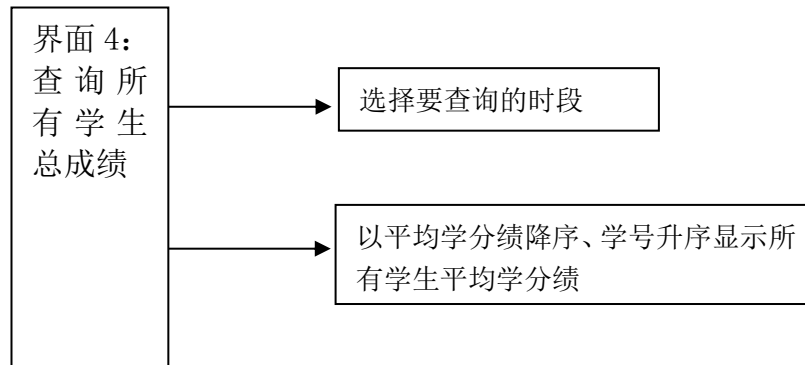 界面 4：
查询所
有学生
总成绩
选择要查询的时段
以平均学分绩降序、学号升序显示所
有学生平均学分绩